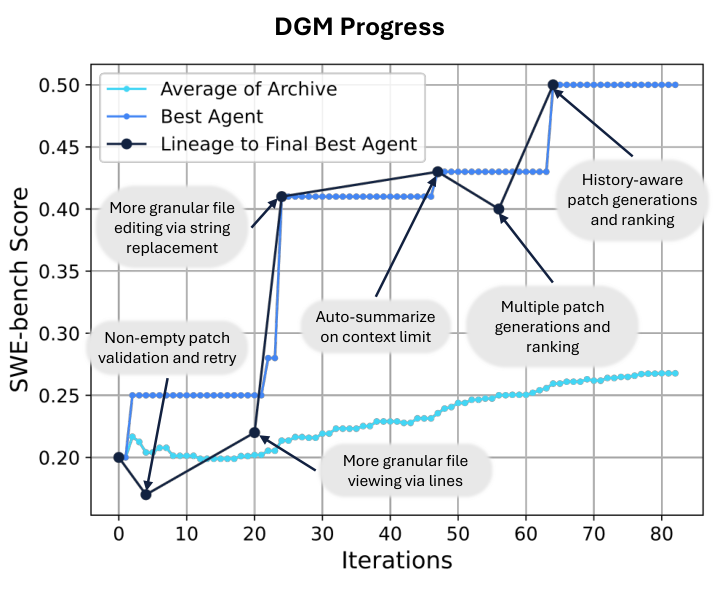 DGM Progress
Average of Archive
Best Agent
Lineage to Final Best Agent
SWE-bench Score
0.50
0.45
0.40
0.35
0.30
0.25
0.20
More granular file
editing via string
replacement
History-aware
patch generations
and ranking
Non-empty patch
validation and retry
Auto-summarize
on context limit
Multiple patch
generations and
ranking
More granular file
viewing via lines
0 10 20 30 40 50 60 70 80
Iterations